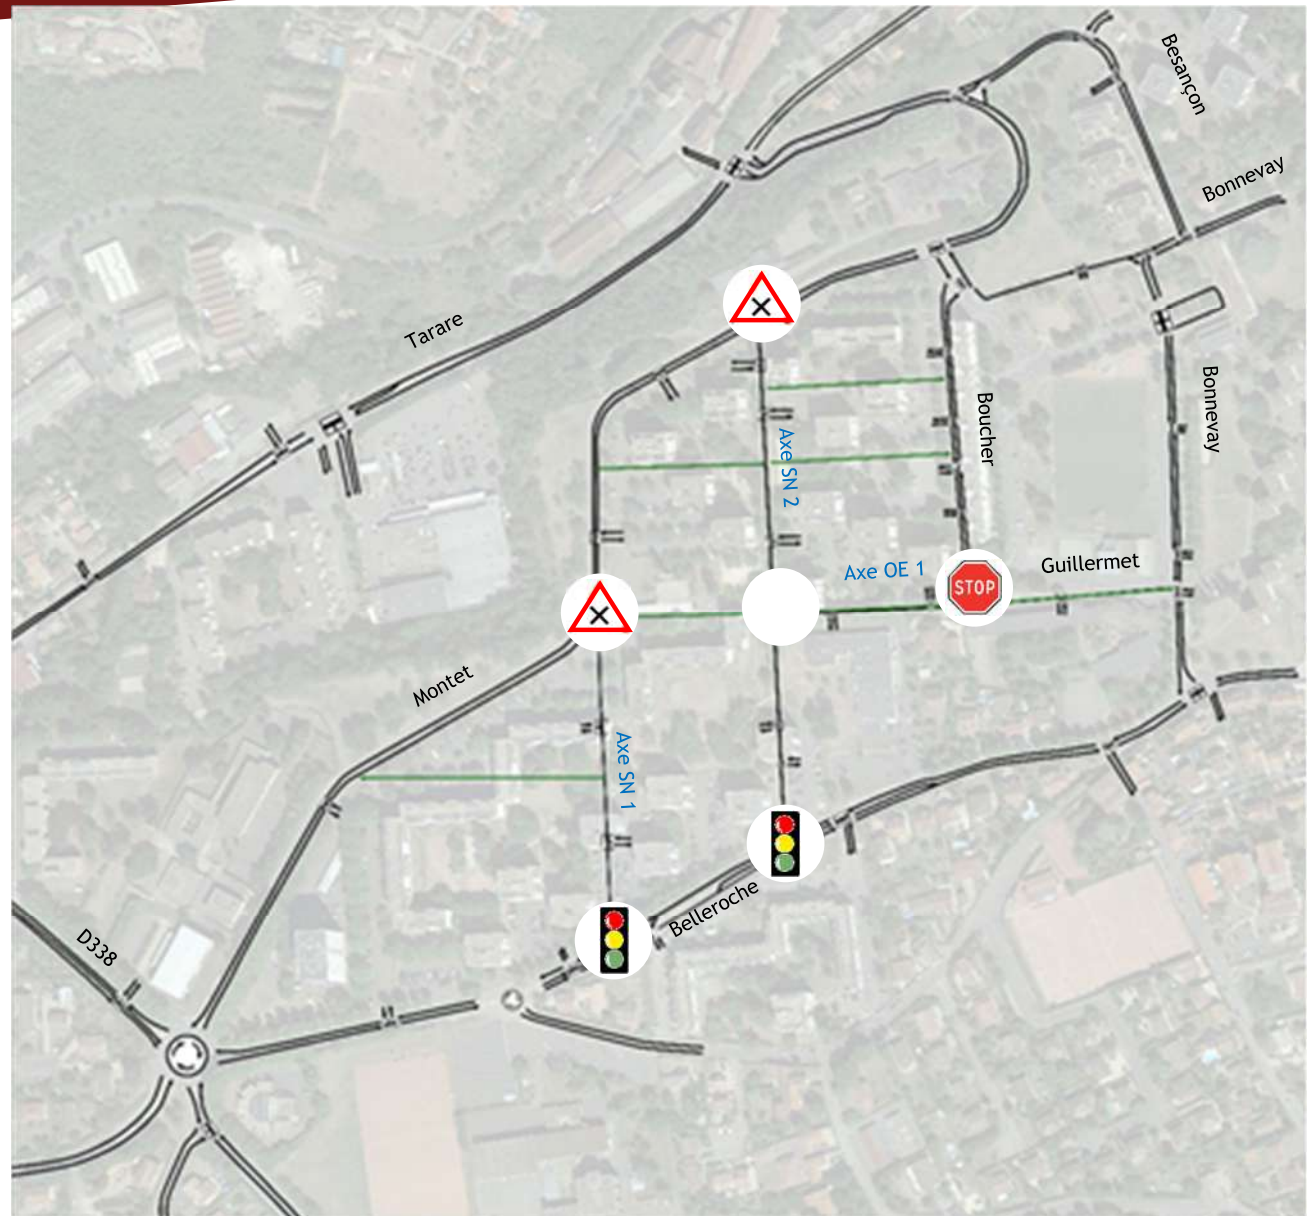 Besançon
Bonnevay
Tarare
Bonnevay
Boucher
Axe SN 2
Guillermet
Axe OE 1
STOP
Montet
Axe SN 1
Belleroche
D338